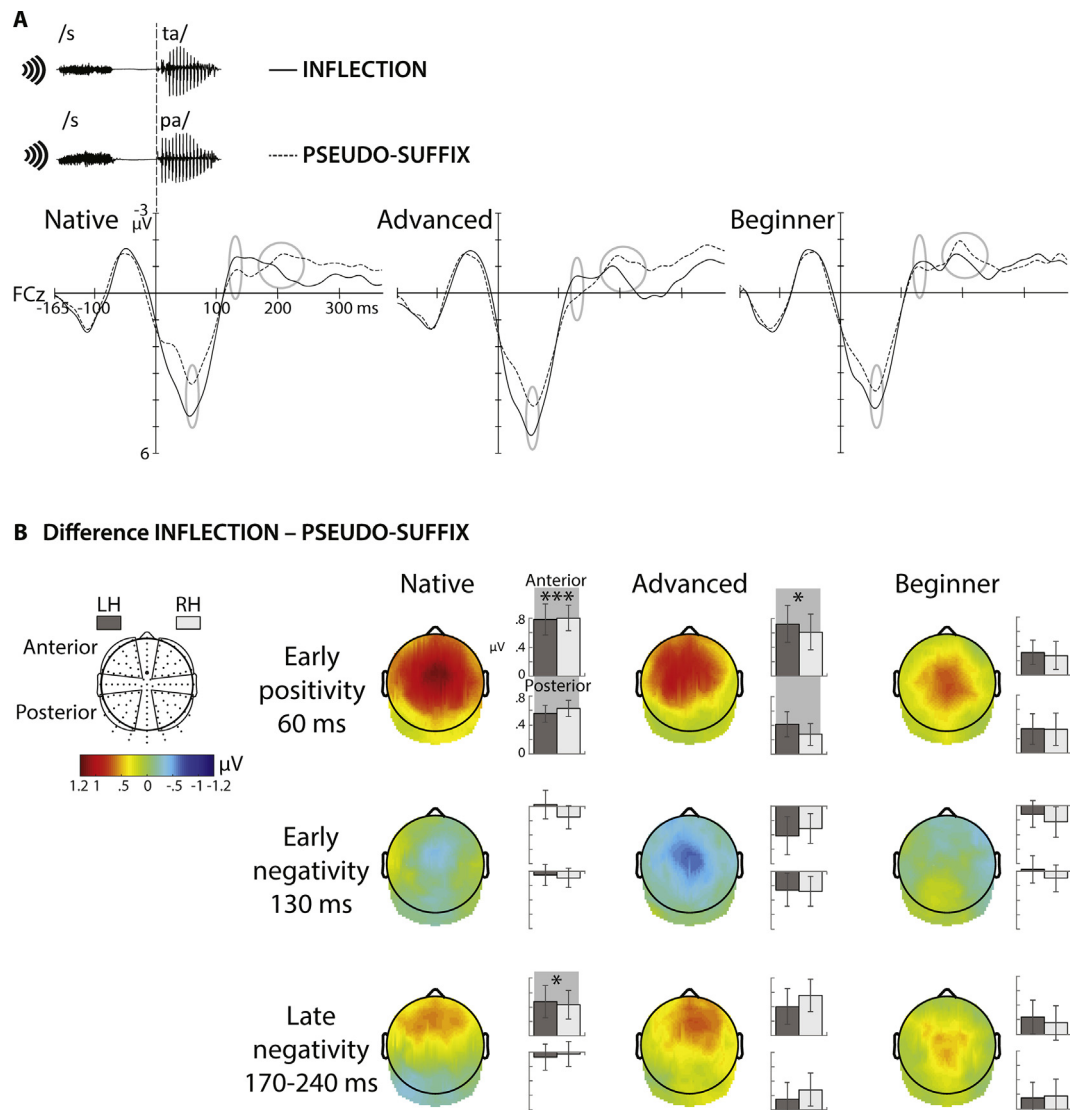 A
/s ta/
INFLECTION
/s pa/
PSEUDO-SUFFIX
Native Advanced Beginner
-3
μV
FCz
-165 -100 100 200 300 ms
6
B Difference INFLECTION – PSEUDO-SUFFIX
Native Advanced Beginner
LH RH
Anterior
Posterior
μV
1.2 1 .5 0 -.5 -1 -1.2
Early
positivity
60 ms
Anterior
***
.8
μV
0
Posterior
.8
0
*
Early
negativity
130 ms
Late
negativity
170-240 ms
*